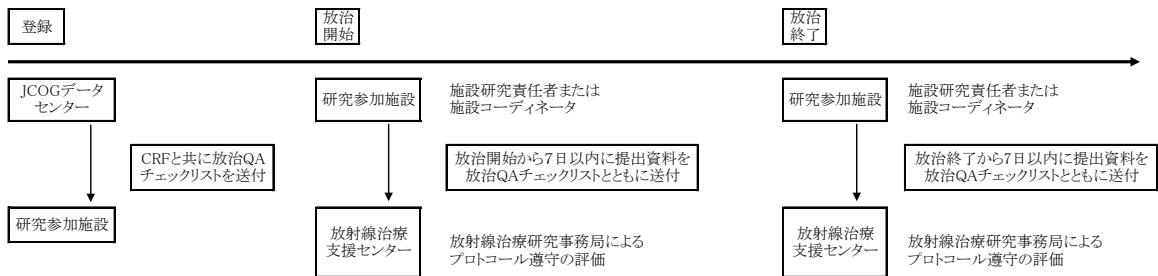 登録
放治
開始
放治
終了
JCOGデータ
センター
研究参加施設
施設研究責任者または
施設コーディネータ
研究参加施設
施設研究責任者または
施設コーディネータ
CRFと共に放治QA
チェックリストを送付
放治開始から7日以内に提出資料を
放治QAチェックリストとともに送付
放治終了から7日以内に提出資料を
放治QAチェックリストとともに送付
研究参加施設
放射線治療
支援センター
放射線治療研究事務局による
プロトコール遵守の評価
放射線治療
支援センター
放射線治療研究事務局による
プロトコール遵守の評価